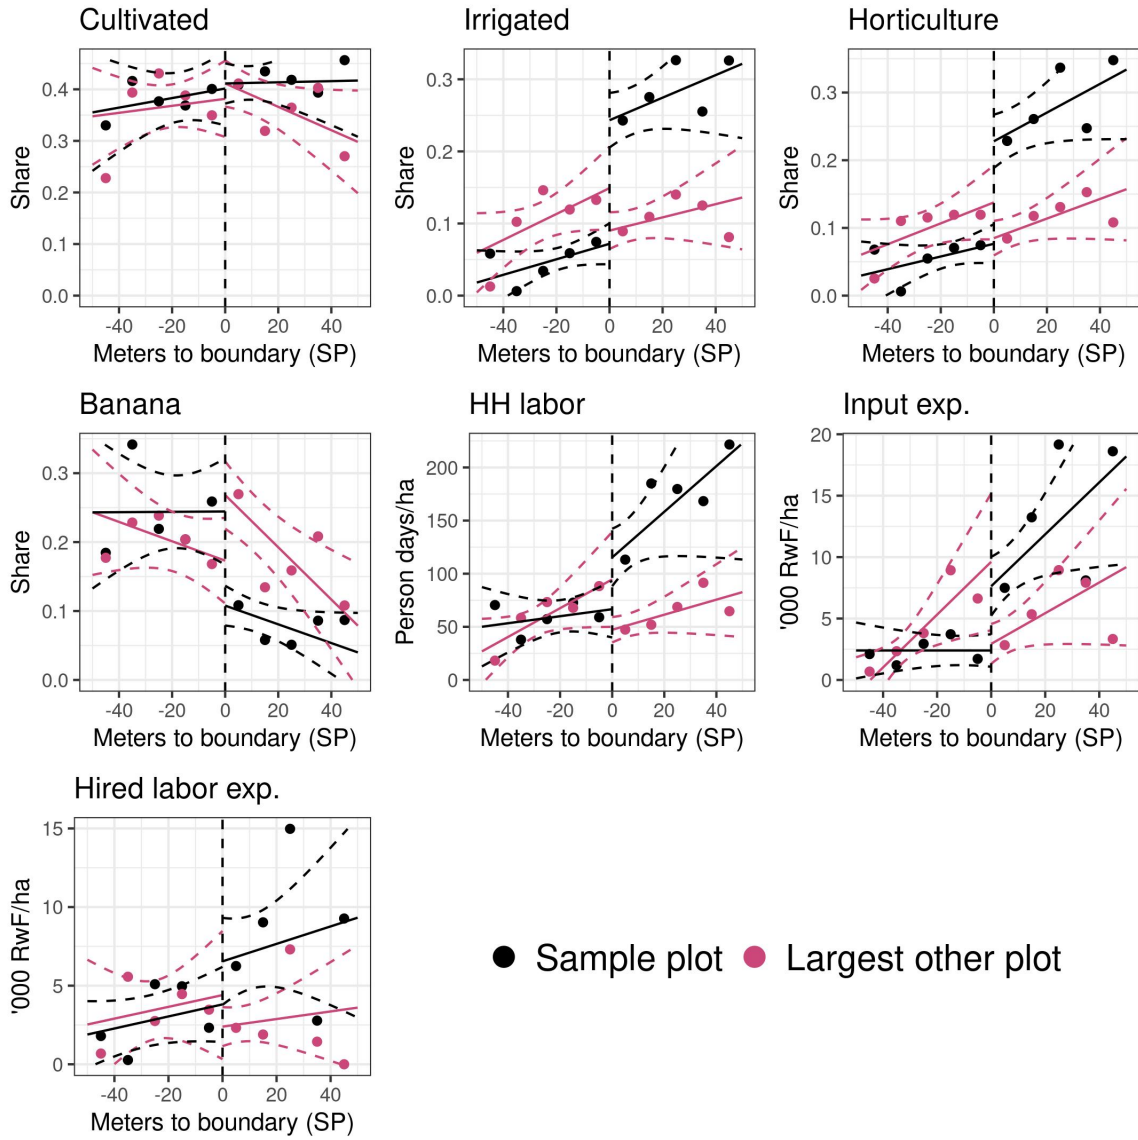 Cultivated
Irrigated
Horticulture
Share
0.4
0.3
0.2
0.1
0.0
-40 -20 0 20 40
Meters to boundary (SP)
Share
0.3
0.2
0.1
0.0
-40 -20 0 20 40
Meters to boundary (SP)
Share
0.3
0.2
0.1
0.0
-40 -20 0 20 40
Meters to boundary (SP)
Banana
HH labor
Input exp.
Share
0.3
0.2
0.1
0.0
-40 -20 0 20 40
Meters to boundary (SP)
Person days/ha
200
150
100
50
0
-40 -20 0 20 40
Meters to boundary (SP)
'000 RwF/ha
20
15
10
5
0
-40 -20 0 20 40
Meters to boundary (SP)
Hired labor exp.
'000 RwF/ha
15
10
5
0
-40 -20 0 20 40
Meters to boundary (SP)
Sample plot Largest other plot